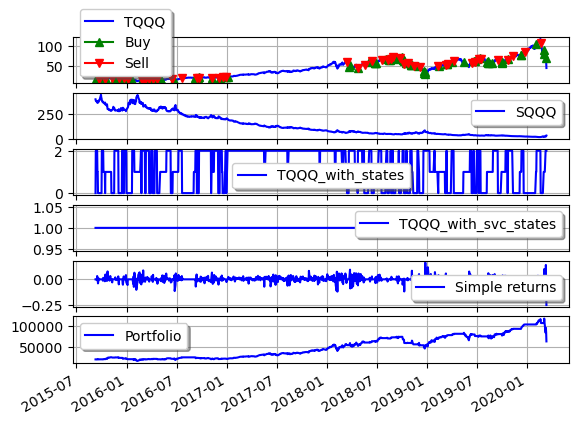 TQQQ
Buy
Sell
100
50
SQQQ
250
0
TQQQ_with_states
2
0
TQQQ_with_svc_states
1.05
1.00
0.95
Simple returns
0.00
−0.25
Portfolio
100000
50000
2015-07
2016-01
2016-07
2017-01
2017-07
2018-01
2018-07
2019-01
2019-07
2020-01